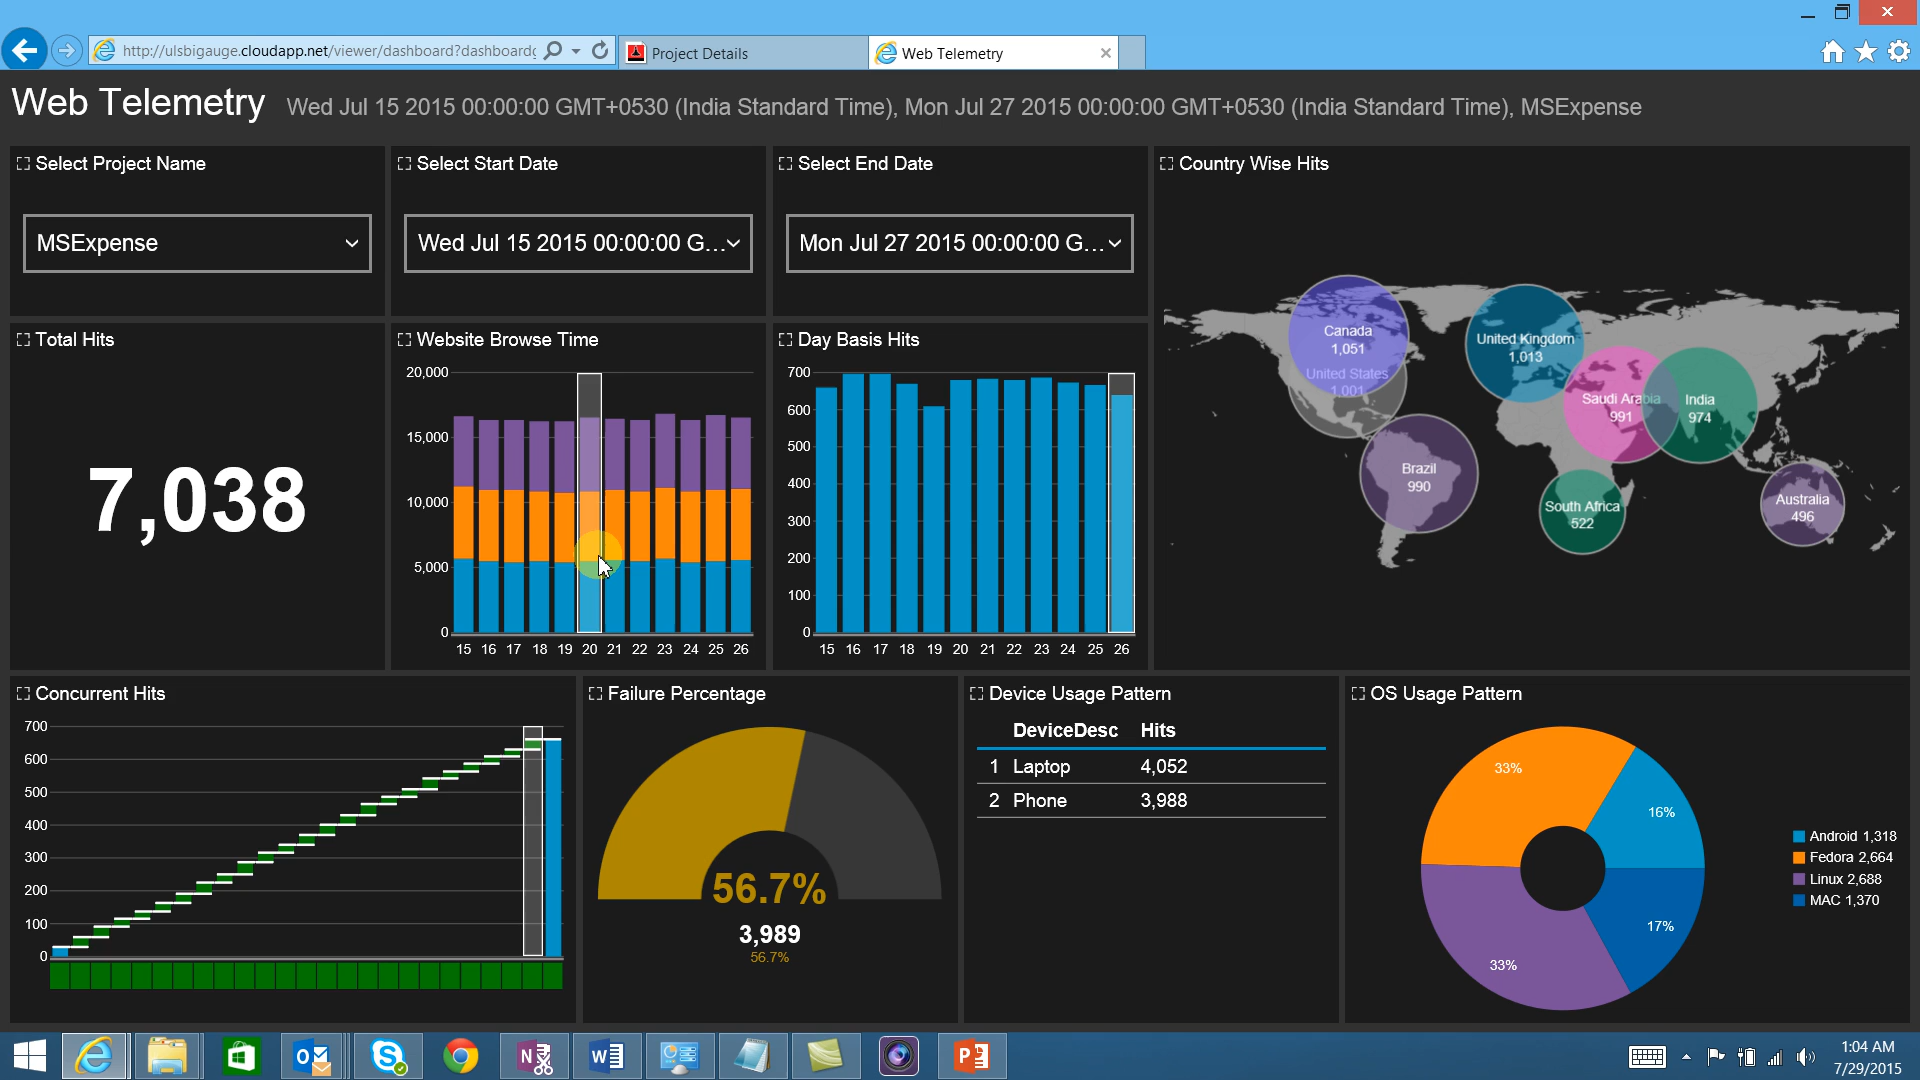 http://ulsbigauge.cloudapp.net/viewer/dashboard?dashboardc
Project Details
Web Telemetry
Web Telemetry
Wed Jul 15 2015 00:00:00 GMT+0530 (India Standard Time), Mon Jul 27 2015 00:00:00 GMT+0530 (India Standard Time), MSExpense
Select Project Name
MSExpense
Select Start Date
Wed Jul 15 2015 00:00:00 G...
Select End Date
Mon Jul 27 2015 00:00:00 G...
Country Wise Hits
Canada
1,051
United States
1,001
United Kingdom
1,013
Saudi Arabia
991
India
974
Brazil
990
South Africa
522
Australia
496
Total Hits
7,038
Website Browse Time
20,000
15,000
10,000
5,000
0
15 16 17 18 19 20 21 22 23 24 25 26
Day Basis Hits
700
600
500
400
300
200
100
0
15 16 17 18 19 20 21 22 23 24 25 26
Concurrent Hits
700
600
500
400
300
200
100
0
Failure Percentage
56.7%
3,989
56.7%
Device Usage Pattern
DeviceDesc Hits
1 Laptop 4,052
2 Phone 3,988
OS Usage Pattern
33%
16%
17%
33%
Android 1,318
Fedora 2,664
Linux 2,688
MAC 1,370
1:04 AM
7/29/2015